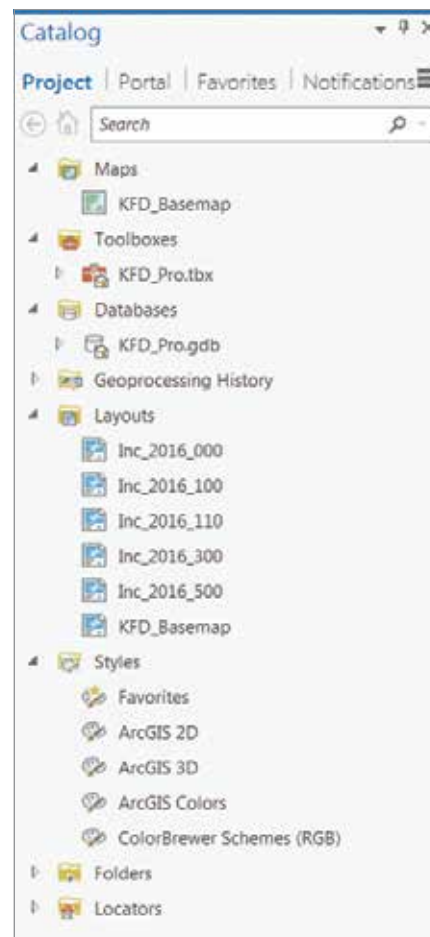 Catalog
Project | Portal | Favorites | Notifications
Search
Maps
KFD_Basemap
Toolboxes
KFD_Pro.tbx
Databases
KFD_Pro.gdb
Geoprocessing History
Layouts
Inc_2016_000
Inc_2016_100
Inc_2016_110
Inc_2016_300
Inc_2016_500
KFD_Basemap
Styles
Favorites
ArcGIS 2D
ArcGIS 3D
ArcGIS Colors
ColorBrewer Schemes (RGB)
Folders
Locators